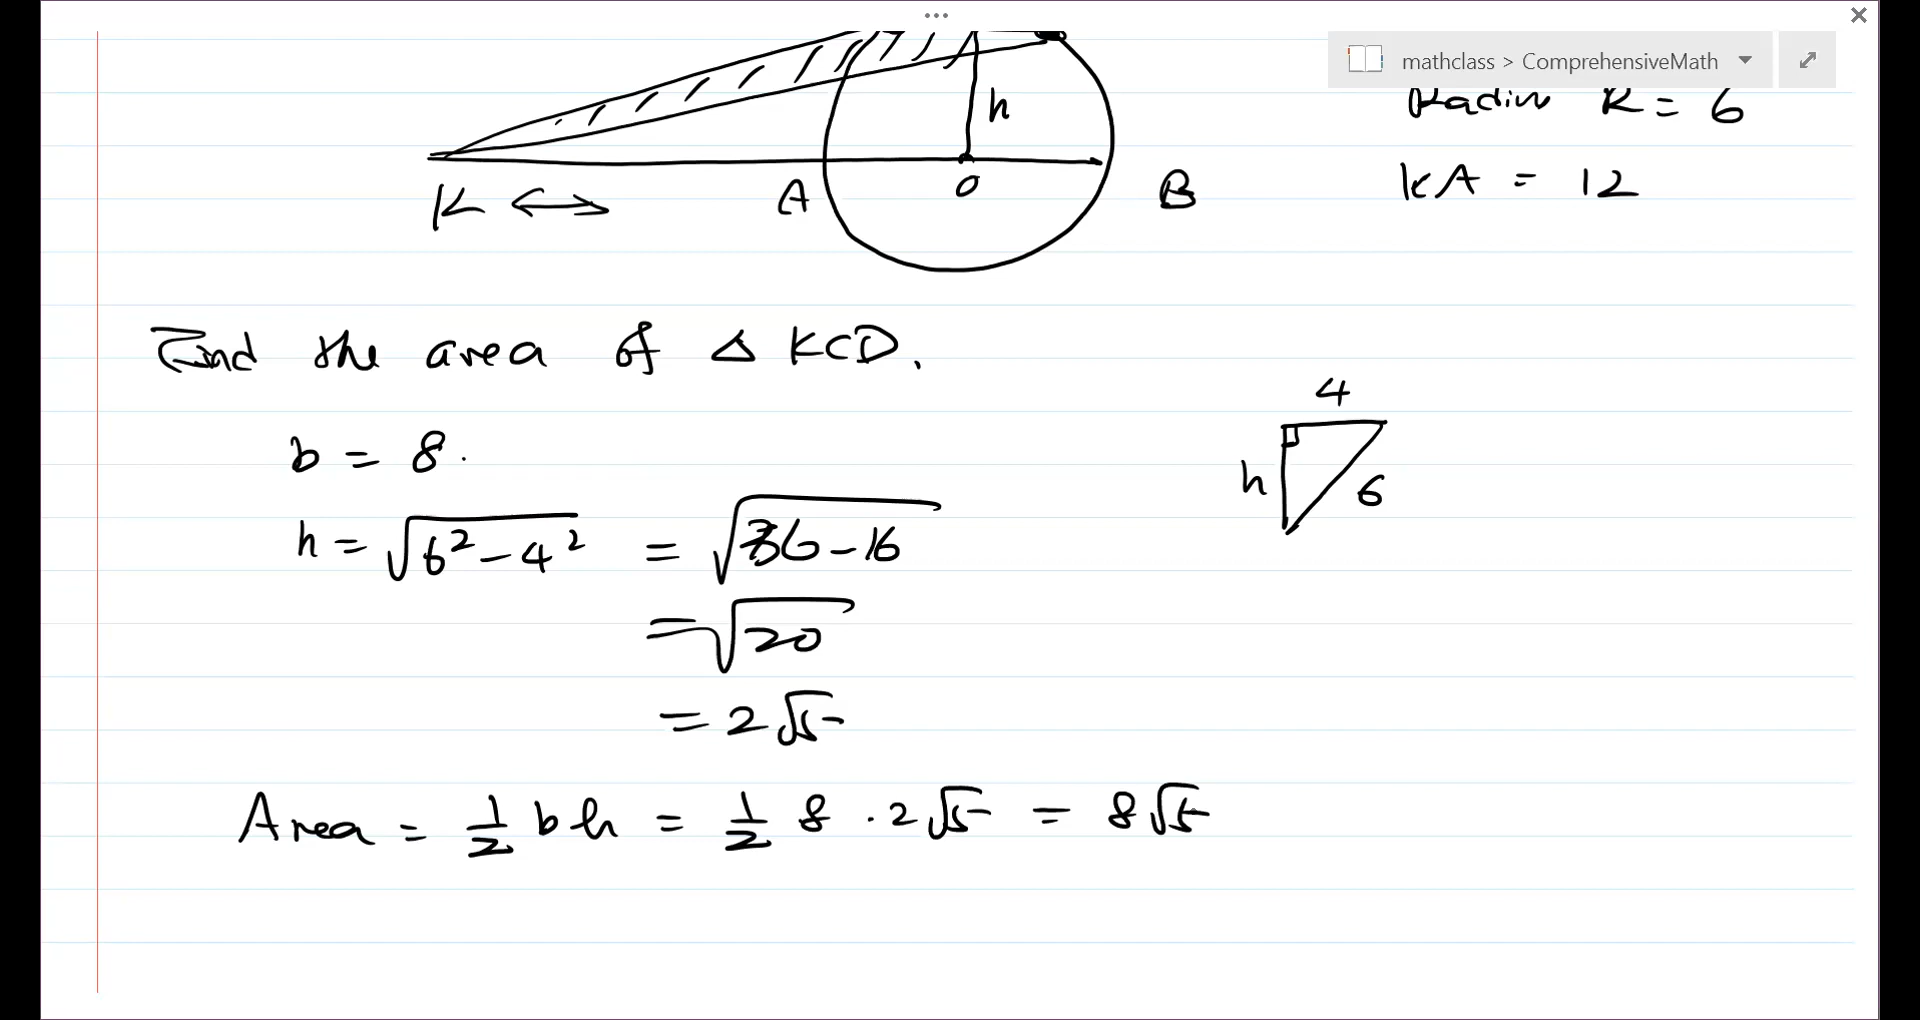 mathclass > ComprehensiveMath
h
Radius R = 6
K ↔ A O B
KA = 12
Find the area of △ KCD.
4
b = 8.
h 6
h = √(6² − 4²) = √(36 − 16)
= √20
= 2√5
Area = 1/2 b h = 1/2 8 · 2√5 = 8√5